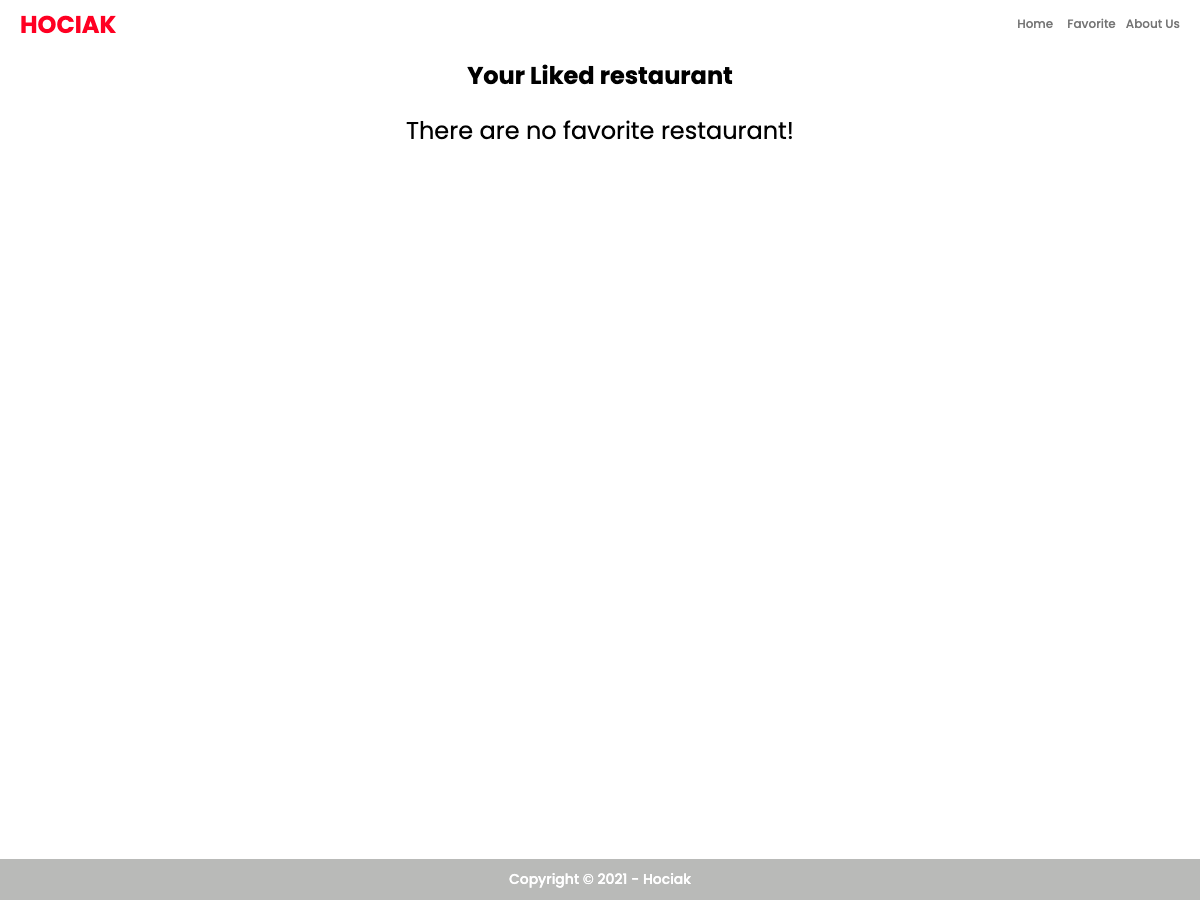 HOCIAK
Home Favorite About Us
Your Liked restaurant
There are no favorite restaurant!
Copyright © 2021 - Hociak